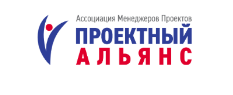 Ассоциация Менеджеров Проектов
ПРОЕКТНЫЙ
АЛЬЯНС